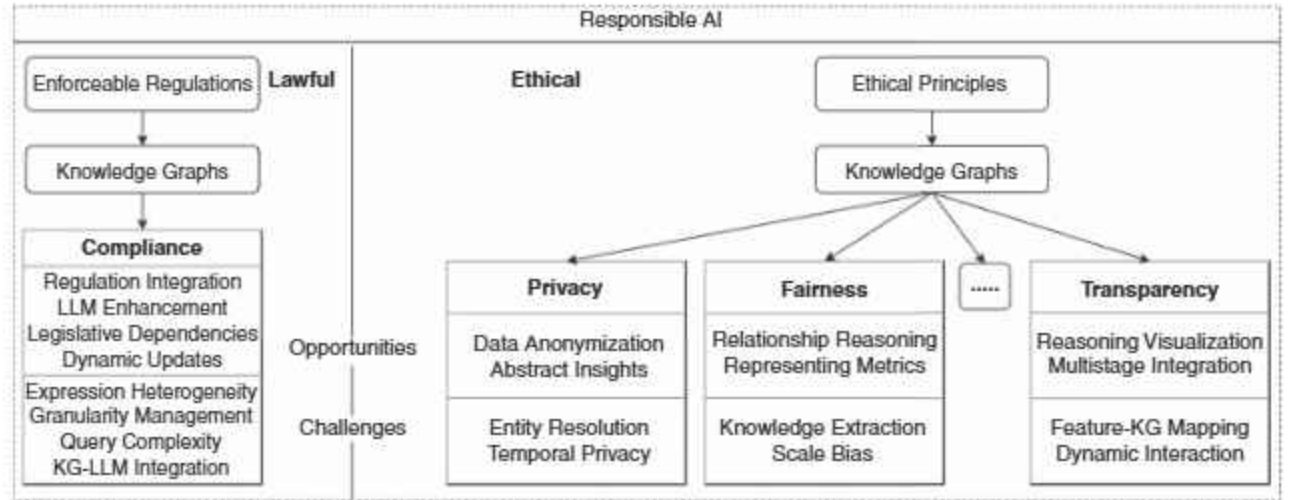 Responsible AI
Enforceable Regulations
Lawful
Ethical
Ethical Principles
Knowledge Graphs
Knowledge Graphs
Compliance
Regulation Integration
LLM Enhancement
Legislative Dependencies
Dynamic Updates
Expression Heterogeneity
Granularity Management
Query Complexity
KG-LLM Integration
Opportunities
Challenges
Privacy
Data Anonymization
Abstract Insights
Entity Resolution
Temporal Privacy
Fairness
Relationship Reasoning
Representing Metrics
Knowledge Extraction
Scale Bias
.....
Transparency
Reasoning Visualization
Multistage Integration
Feature-KG Mapping
Dynamic Interaction